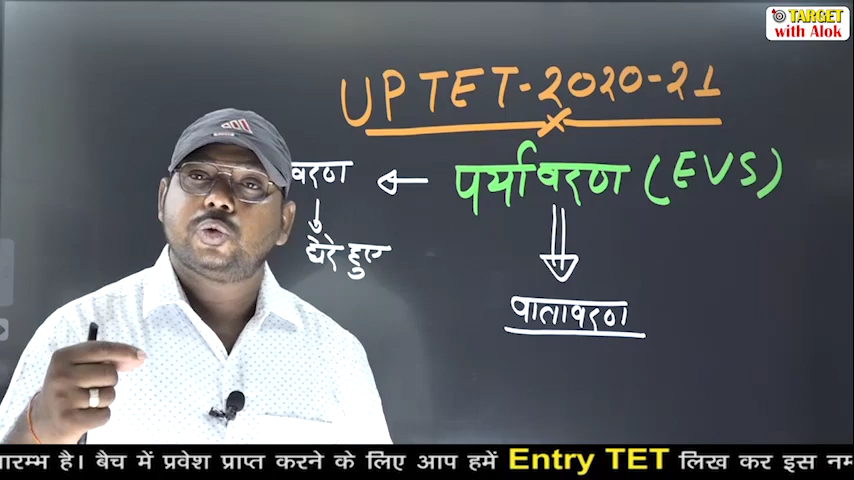 TARGET
with Alok
UPTET-2020-21
वरण ← पर्यावरण (EVS)
↓
घेरे हुए
वातावरण
ारम्भ है। बैच में प्रवेश प्राप्त करने के लिए आप हमें Entry TET लिख कर इस नम